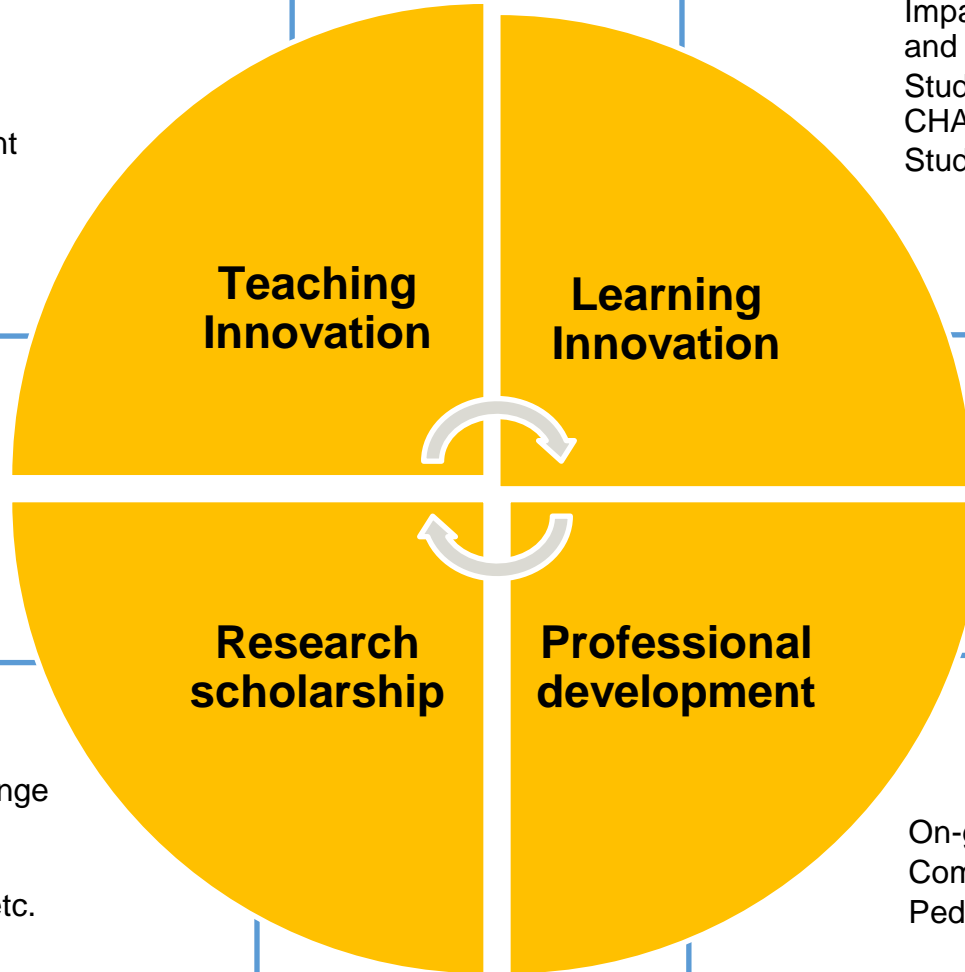 and
Teaching
Innovation
Learning
Innovation
Research
scholarship
Professional
development
etc.